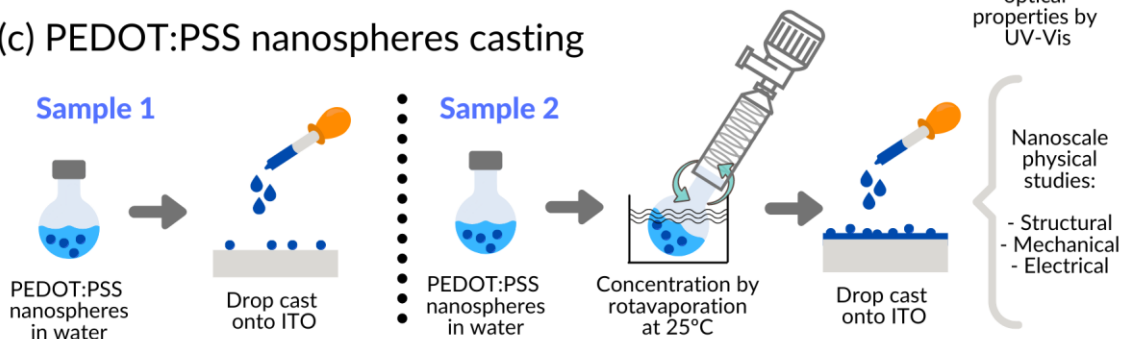 optical
properties by
UV-Vis
(c) PEDOT:PSS nanospheres casting
Sample 1
PEDOT:PSS
nanospheres
in water
Drop cast
onto ITO
Sample 2
PEDOT:PSS
nanospheres
in water
Concentration by
rotavaporation
at 25°C
Drop cast
onto ITO
Nanoscale
physical
studies:
- Structural
- Mechanical
- Electrical